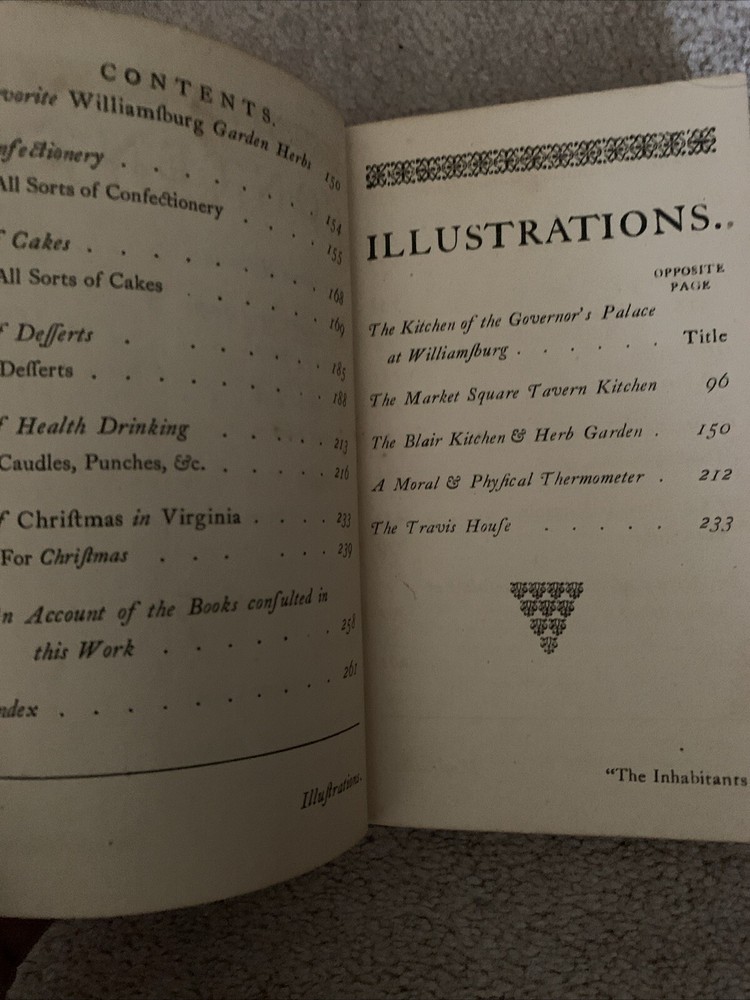 CONTENTS.
vorite Williamſburg Garden Herbs 150
nfectionery . . . . . . 154
All Sorts of Confectionery . . . . 155
f Cakes . . . . . . . 168
All Sorts of Cakes . . . . . 169
f Deſſerts . . . . . . 185
Deſſerts . . . . . . . 188
f Health Drinking . . . . 213
Caudles, Punches, &c. . . . . . 216
f Chriſtmas in Virginia . . . . 233
For Chriſtmas . . . . . . 239
n Account of the Books conſulted in
this Work . . . . . . 258
ndex . . . . . . . . 261
Illuſtrations.
ILLUSTRATIONS.
OPPOSITE
PAGE
The Kitchen of the Governor's Palace
at Williamſburg . . . . . Title
The Market Square Tavern Kitchen 96
The Blair Kitchen & Herb Garden . 150
A Moral & Phyſical Thermometer . 212
The Travis Houſe . . . . . 233
"The Inhabitants